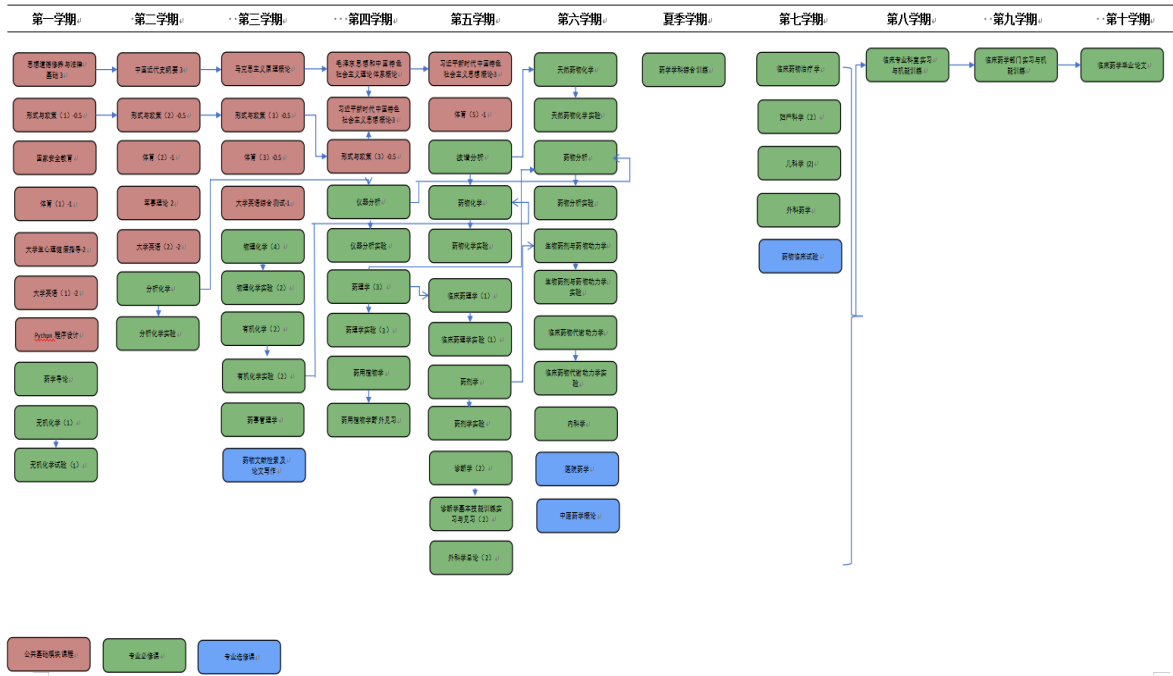 第一学期
第二学期
第三学期
第四学期
第五学期
第六学期
夏季学期
第七学期
第八学期
第九学期
第十学期
思想道德修养与法律
基础 3
形式与政策（1）-0.5
国家安全教育
体育（1）-1
大学生心理健康指导-2
大学英语（1）-2
Python 程序设计
药学导论
无机化学（1）
无机化学试验（1）
中国近代史纲要 3
形式与政策（2）-0.5
体育（2）-1
军事理论 2
大学英语（2）-2
分析化学
分析化学实验
马克思主义原理概论
形式与政策（3）-0.5
体育（3）-0.5
大学英语综合测试-1
物理化学（4）
物理化学实验（2）
有机化学（2）
有机化学实验（2）
药事管理学
药物文献检索及
论文写作
毛泽东思想和中国特色
社会主义理论体系概论
习近平新时代中国特色
社会主义思想概论3
形式与政策（3）-0.5
仪器分析
仪器分析实验
药理学（3）
药理学实验（3）
药用植物学
药用植物学野外见习
习近平新时代中国特色
社会主义思想概论3
体育（5）-1
波谱分析
药物化学
药物化学实验
临床药理学（1）
临床药理学实验（1）
药剂学
药剂学实验
诊断学（2）
诊断学基本技能训练实
习与见习（2）
外科学总论（2）
天然药物化学
天然药物化学实验
药物分析
药物分析实验
生物药剂与药物动力学
生物药剂与药物动力学
实验
临床药物代谢动力学
临床药物代谢动力学实
验
内科学
医院药学
中医药学概论
药学学科综合训练
临床药物治疗学
妇产科学（2）
儿科学 (2)
外科药学
药物临床试验
临床专业科室实习
与机能训练
临床药学部门实习与机
能训练
临床药学毕业论文
公共基础模块课程
专业必修课
专业选修课